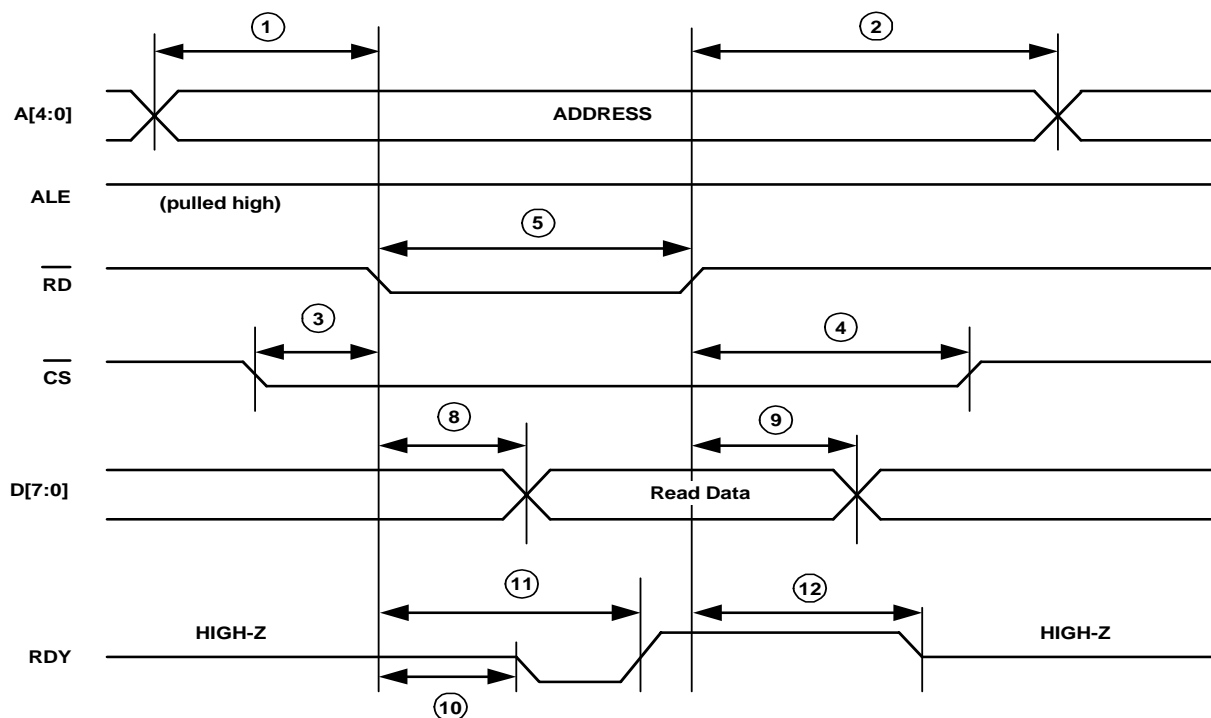 1
2
A[4:0]
ADDRESS
ALE
(pulled high)
5
RD
3
4
CS
8
9
D[7:0]
Read Data
11
12
HIGH-Z
HIGH-Z
RDY
10